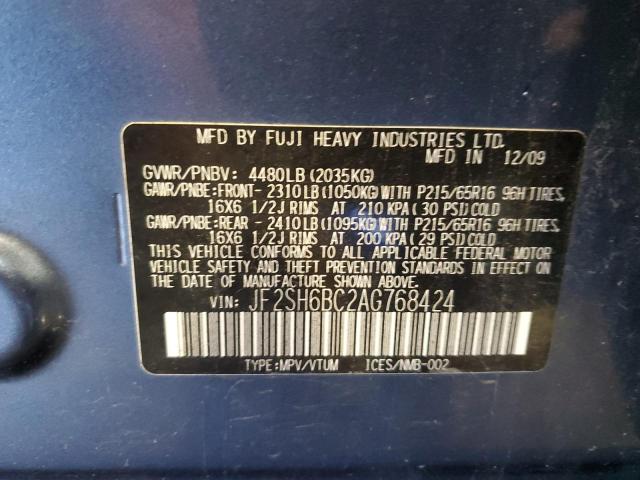 MFD BY FUJI HEAVY INDUSTRIES LTD.
MFD IN 12/09
GVWR/PNBV: 4480LB (2035KG)
GAWR/PNBE:FRONT- 2310LB(1050KG)WITH P215/65R16 96H TIRES,
16X6 1/2J RIMS AT 210 KPA(30 PSI)COLD
GAWR/PNBE:REAR - 2410LB(1095KG)WITH P215/65R16 96H TIRES,
16X6 1/2J RIMS AT 200 KPA(29 PSI)COLD
THIS VEHICLE CONFORMS TO ALL APPLICABLE FEDERAL MOTOR
VEHICLE SAFETY AND THEFT PREVENTION STANDARDS IN EFFECT
ON THE DATE OF MANUFACTURE SHOWN ABOVE.
VIN: JF2SH6BC2AG768424
TYPE:MPV/VTUM ICES/NMB-002